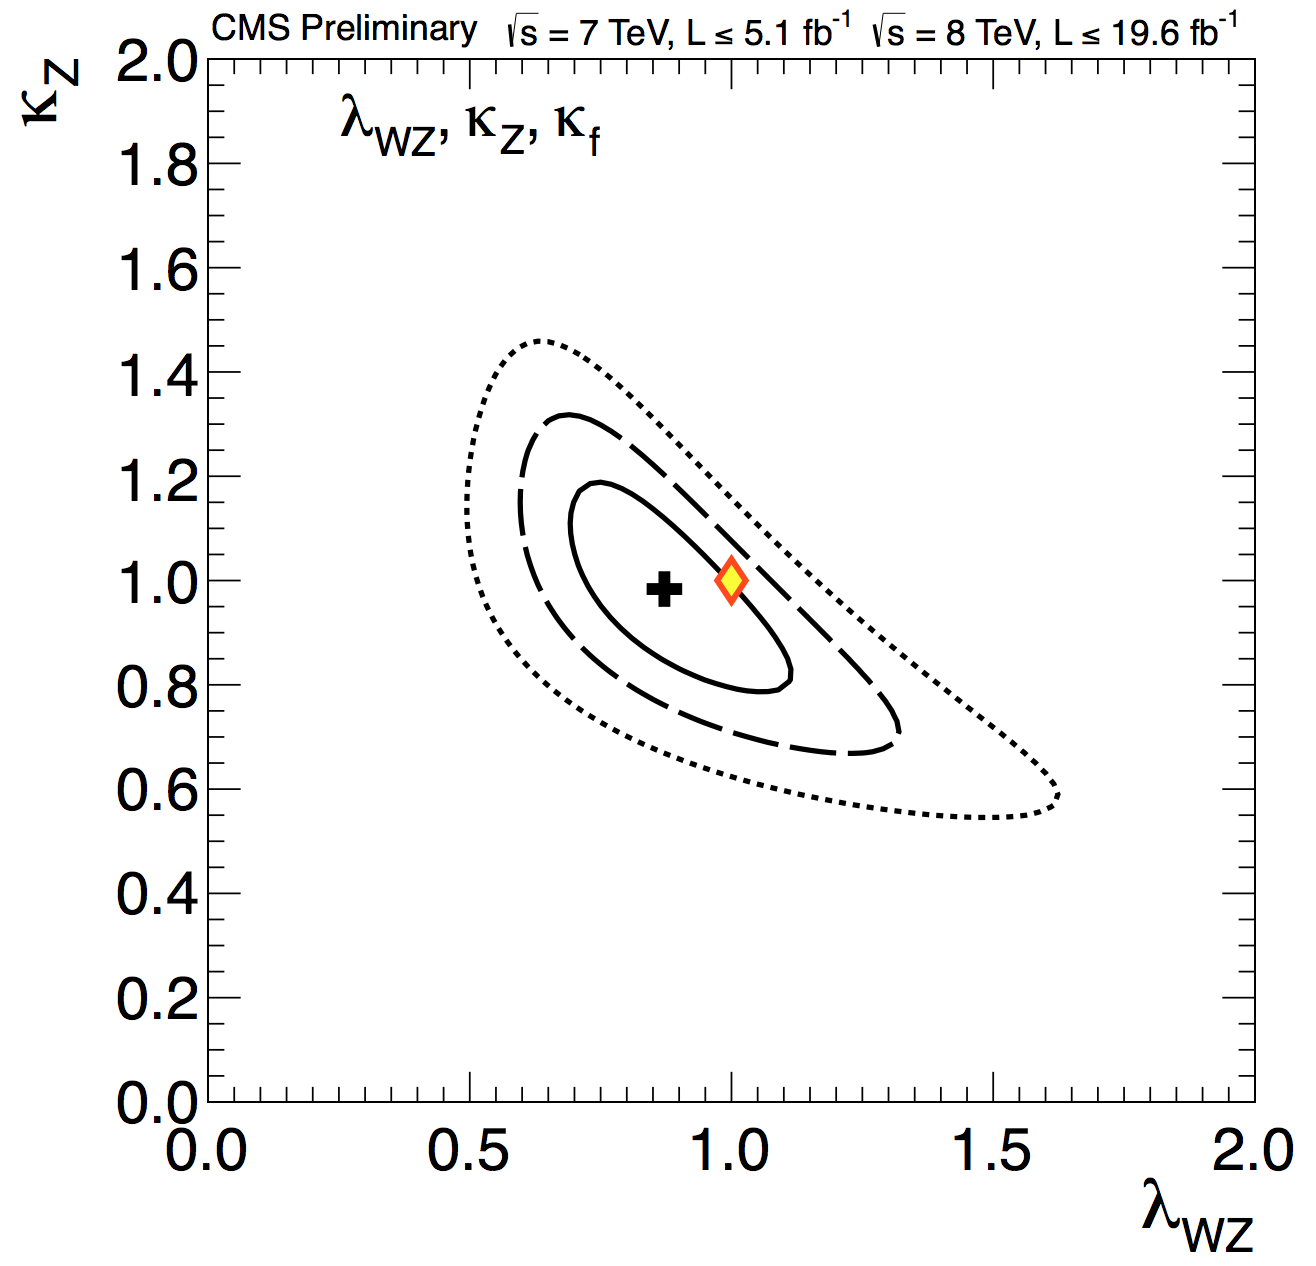 CMS Preliminary √s = 7 TeV, L ≤ 5.1 fb⁻¹ √s = 8 TeV, L ≤ 19.6 fb⁻¹
κZ
λWZ, κZ, κf
2.0
1.8
1.6
1.4
1.2
1.0
0.8
0.6
0.4
0.2
0.0
0.0 0.5 1.0 1.5 2.0
λWZ